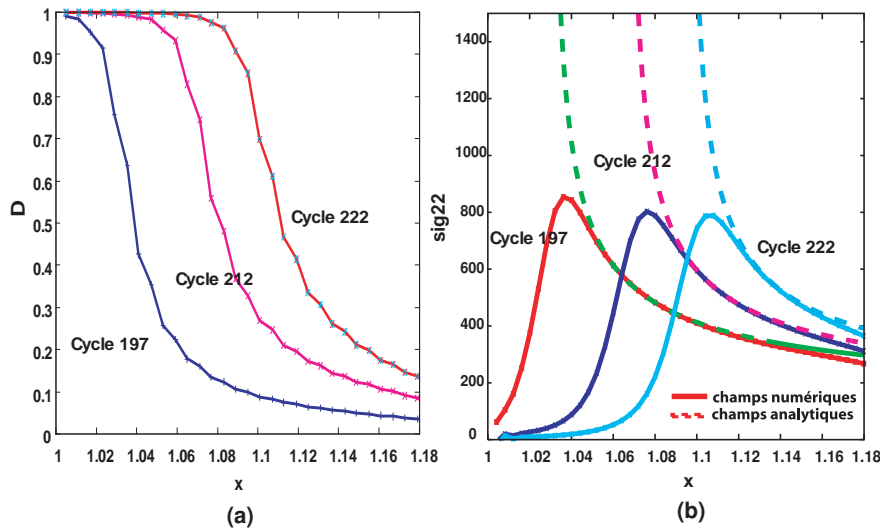 1
0.9
0.8
0.7
0.6
0.5
0.4
0.3
0.2
0.1
0
D
Cycle 222
Cycle 212
Cycle 197
1 1.02 1.04 1.06 1.08 1.1 1.12 1.14 1.16 1.18
x
(a)
1400
1200
1000
800
600
400
200
0
sig22
Cycle 212
Cycle 197
Cycle 222
champs numériques
champs analytiques
1 1.02 1.04 1.06 1.08 1.1 1.12 1.14 1.16 1.18
x
(b)